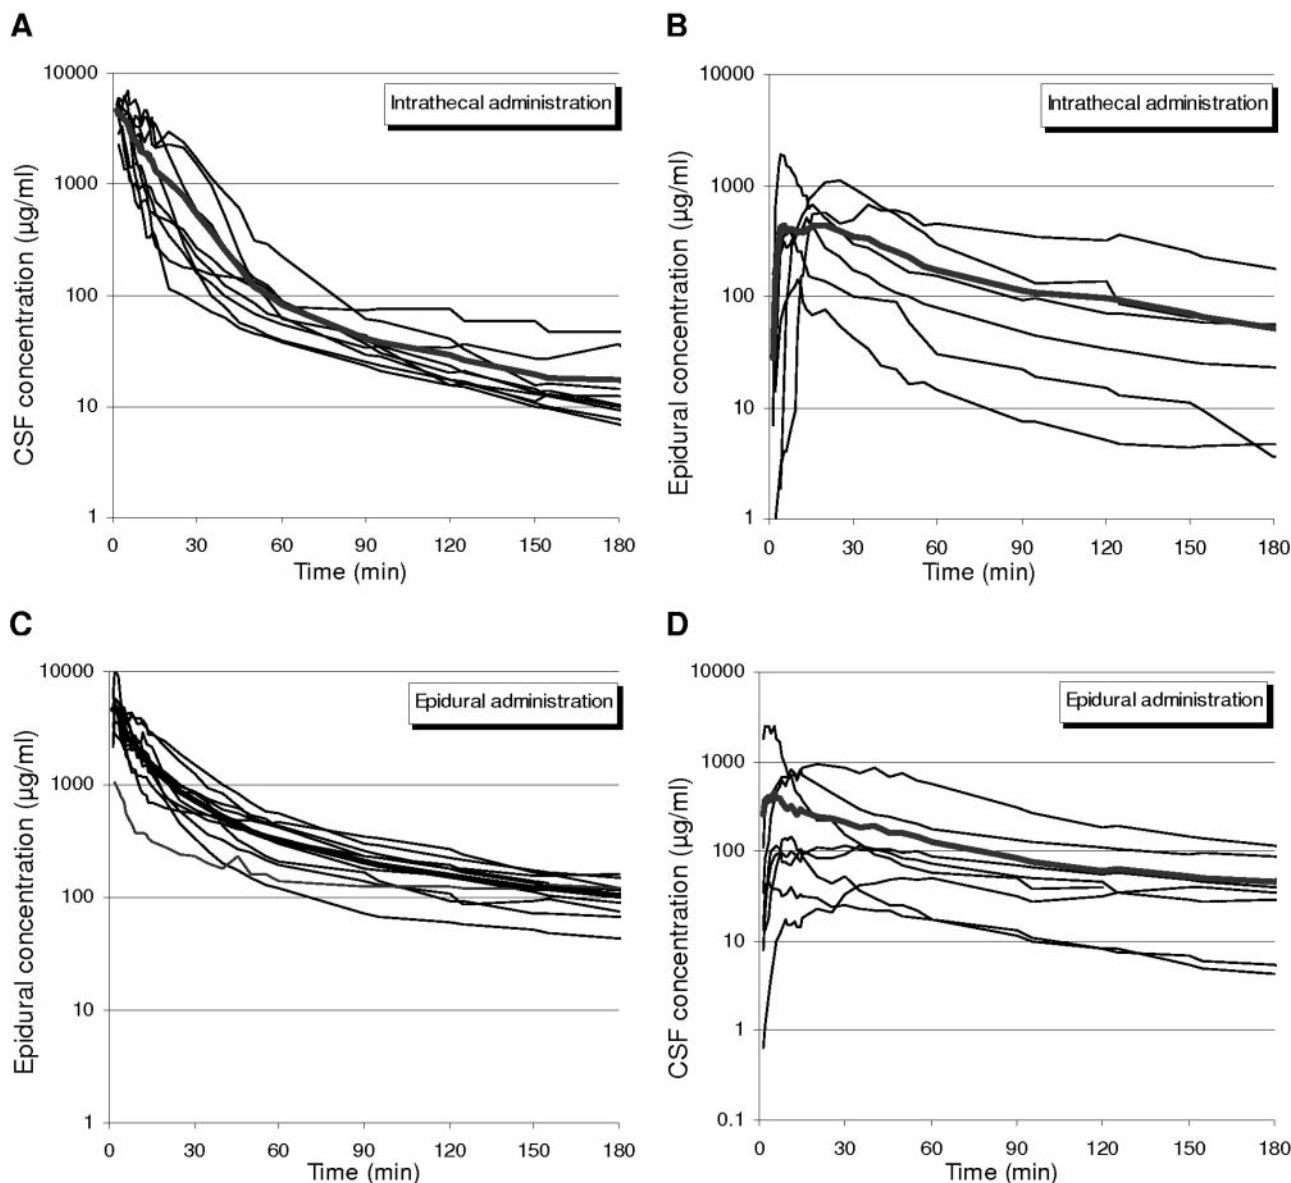 A
10000
1000
100
10
1
CSF concentration (µg/ml)
Intrathecal administration
0 30 60 90 120 150 180
Time (min)
B
10000
1000
100
10
1
Epidural concentration (µg/ml)
Intrathecal administration
0 30 60 90 120 150 180
Time (min)
C
10000
1000
100
10
1
Epidural concentration (µg/ml)
Epidural administration
0 30 60 90 120 150 180
Time (min)
D
10000
1000
100
10
1
0.1
CSF concentration (µg/ml)
Epidural administration
0 30 60 90 120 150 180
Time (min)